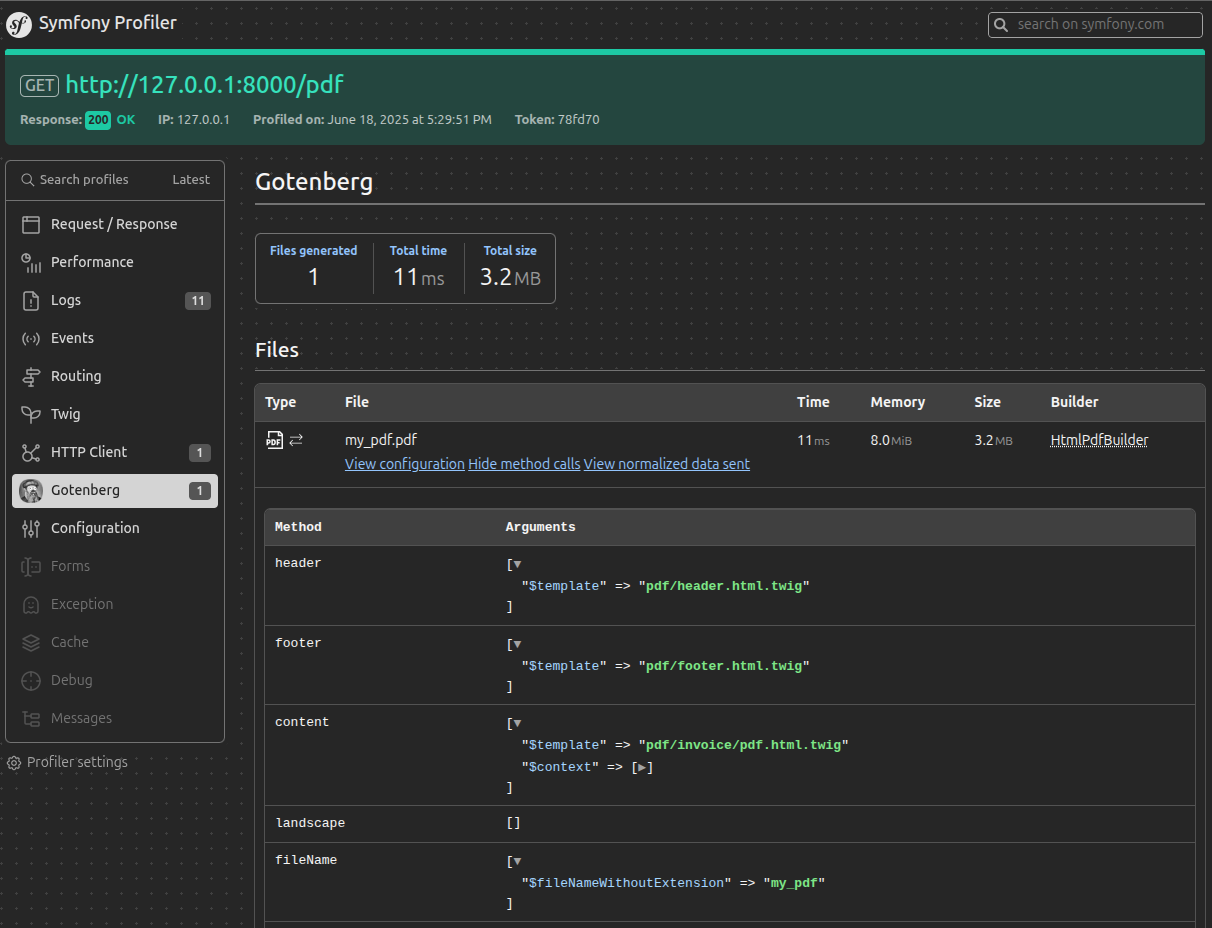 Symfony Profiler
search on symfony.com
GET http://127.0.0.1:8000/pdf
Response: 200 OK IP: 127.0.0.1 Profiled on: June 18, 2025 at 5:29:51 PM Token: 78fd70
Search profiles Latest
Request / Response
Performance
Logs 11
Events
Routing
Twig
HTTP Client 1
Gotenberg 1
Configuration
Forms
Exception
Cache
Debug
Messages
Profiler settings
Gotenberg
Files generated Total time Total size
1 11 ms 3.2 MB
Files
Type File Time Memory Size Builder
PDF ⇄ my_pdf.pdf 11 ms 8.0 MiB 3.2 MB HtmlPdfBuilder
View configuration Hide method calls View normalized data sent
Method Arguments
header [▼
"$template" => "pdf/header.html.twig"
]
footer [▼
"$template" => "pdf/footer.html.twig"
]
content [▼
"$template" => "pdf/invoice/pdf.html.twig"
"$context" => [▶]
]
landscape []
fileName [▼
"$fileNameWithoutExtension" => "my_pdf"
]